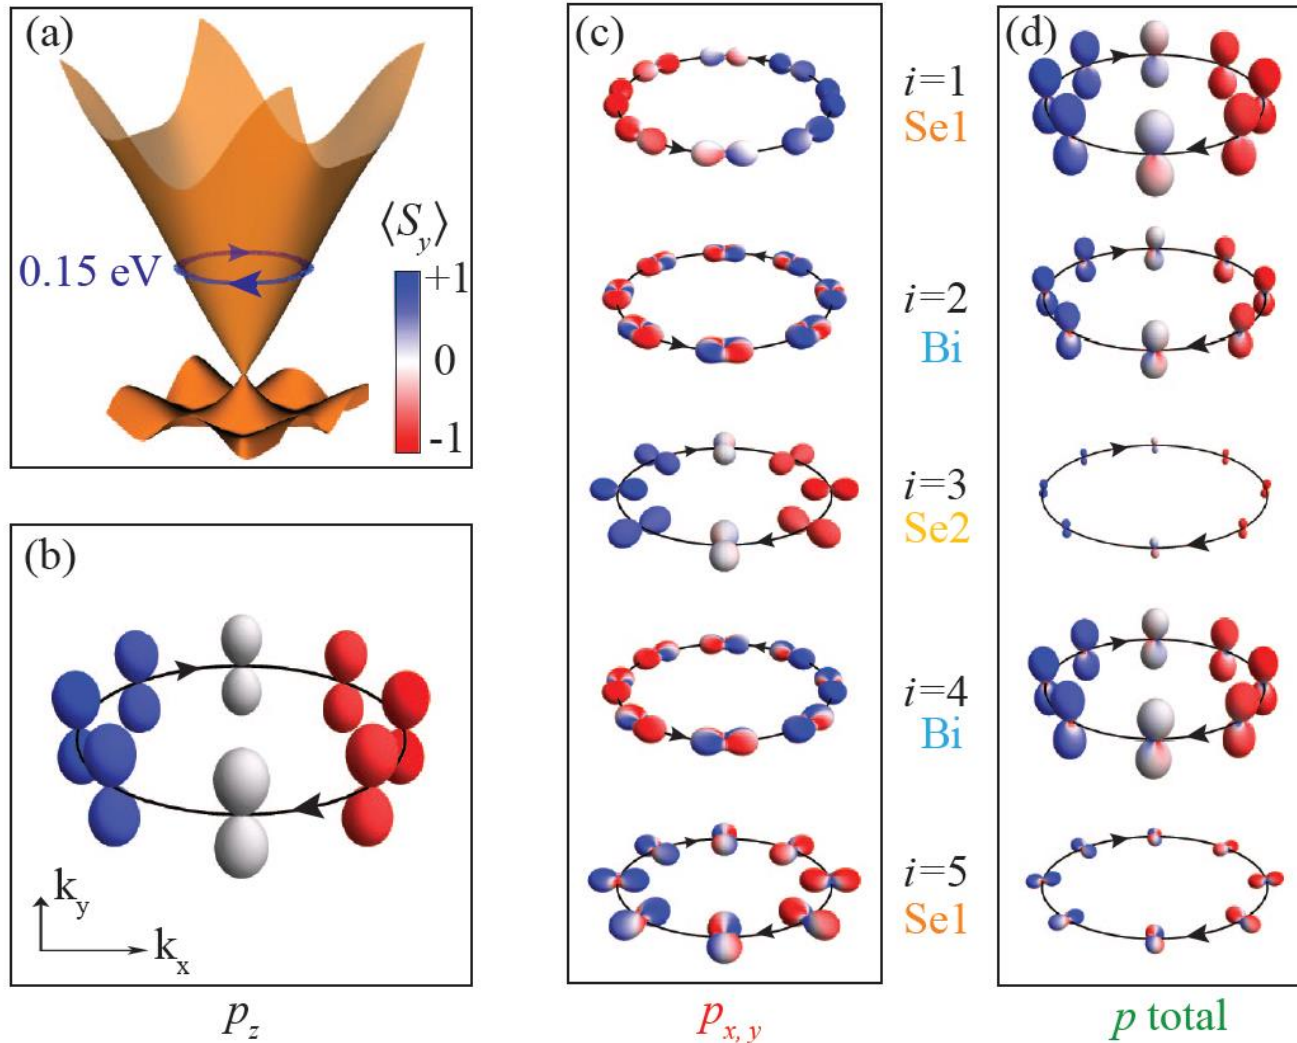 (a)
0.15 eV
⟨S_y⟩
+1
0
-1
(b)
k_y
k_x
p_z
(c)
p_{x, y}
i=1
Se1
i=2
Bi
i=3
Se2
i=4
Bi
i=5
Se1
(d)
p total